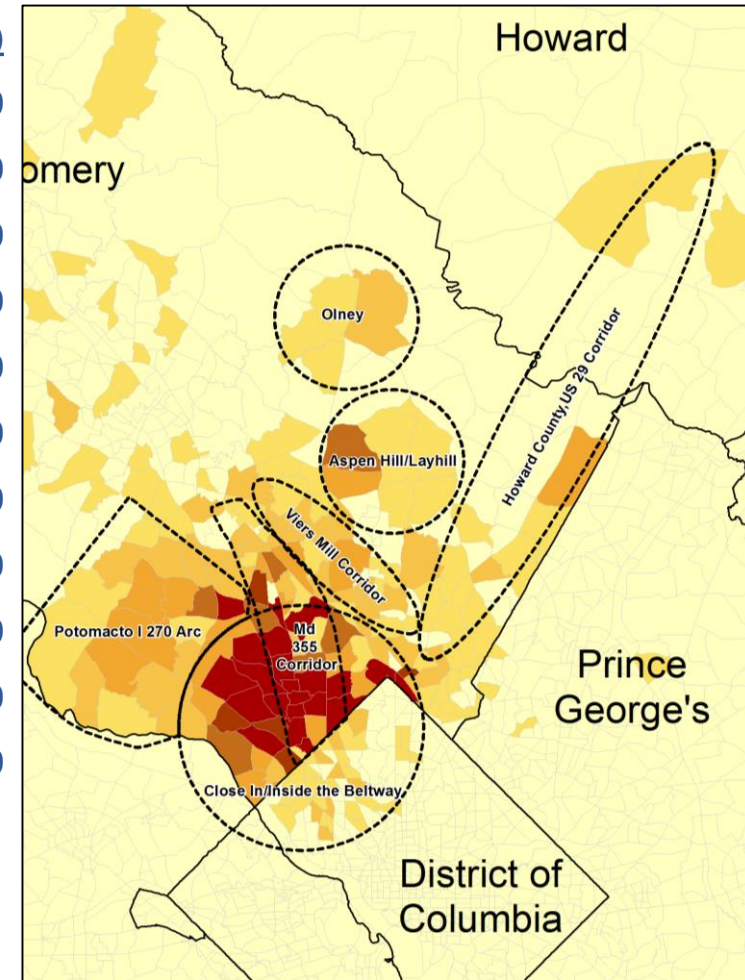 Howard
omery
Olney
Howard County,US 29 Corridor
Aspen Hill/Layhill
Viers Mill Corridor
Potomacto I 270 Arc
Md
355
Corridor
Prince
George's
Close In/Inside the Beltway
District of
Columbia